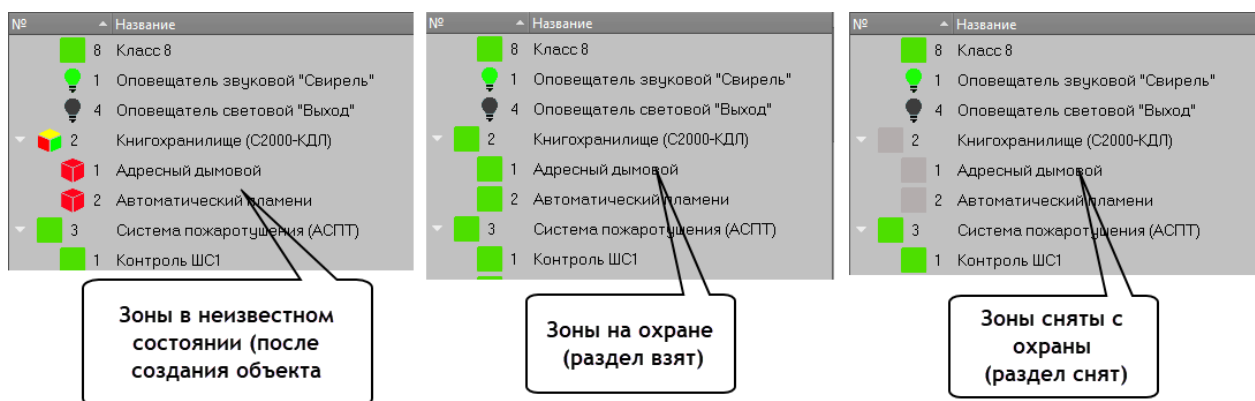 № Название
8 Класс 8
1 Оповещатель звуковой "Свирель"
4 Оповещатель световой "Выход"
2 Книгохранилище (С2000-КДЛ)
1 Адресный дымовой
2 Автоматический пламени
3 Система пожаротушения (АСПТ)
1 Контроль ШС1
Зоны в неизвестном
состоянии (после
создания объекта
№ Название
8 Класс 8
1 Оповещатель звуковой "Свирель"
4 Оповещатель световой "Выход"
2 Книгохранилище (С2000-КДЛ)
1 Адресный дымовой
2 Автоматический пламени
3 Система пожаротушения (АСПТ)
1 Контроль ШС1
Зоны на охране
(раздел взят)
№ Название
8 Класс 8
1 Оповещатель звуковой "Свирель"
4 Оповещатель световой "Выход"
2 Книгохранилище (С2000-КДЛ)
1 Адресный дымовой
2 Автоматический пламени
3 Система пожаротушения (АСПТ)
1 Контроль ШС1
Зоны сняты с
охраны
(раздел снят)